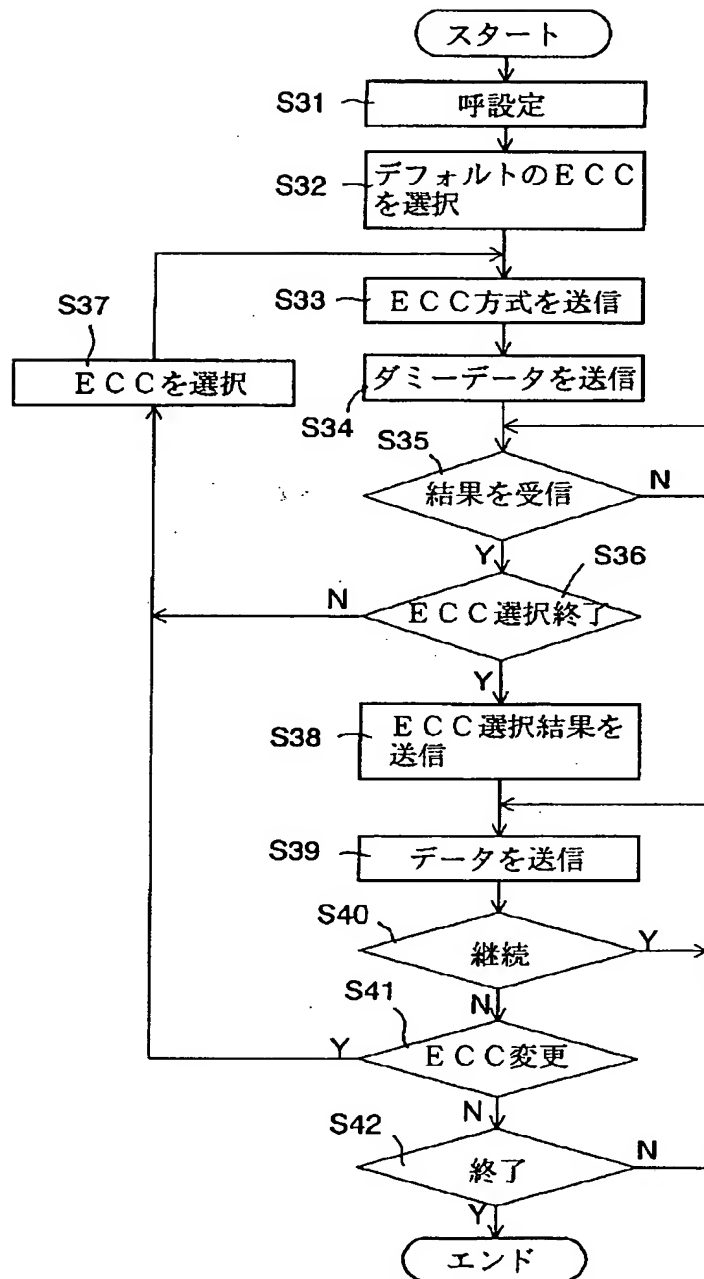 スタート
S31
呼設定
S32
デフォルトのＥＣＣ
を選択
S33
ＥＣＣ方式を送信
S37
ＥＣＣを選択
S34
ダミーデータを送信
S35
結果を受信
N
Y
S36
ＥＣＣ選択終了
N
Y
S38
ＥＣＣ選択結果を
送信
S39
データを送信
S40
継続
Y
N
S41
ＥＣＣ変更
Y
N
S42
終了
N
Y
エンド